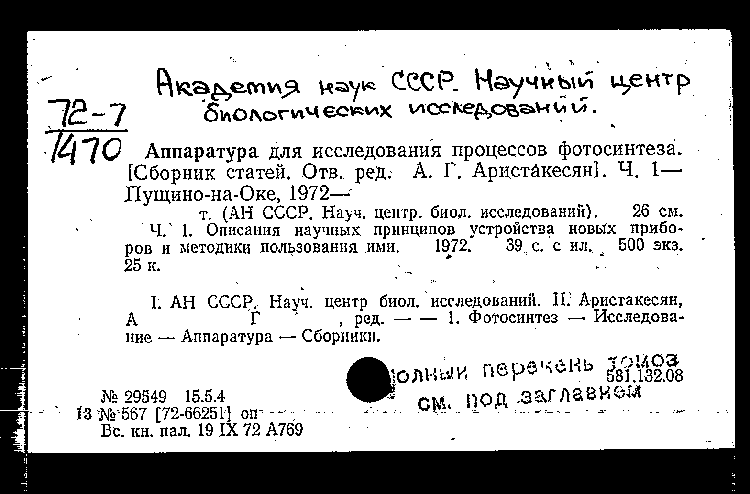 Академия наук СССР. Научный центр
биологических исследований.
72-7
1470
Аппаратура для исследования процессов фотосинтеза.
[Сборник статей. Отв. ред. А. Г. Аристакесян]. Ч. 1—
Пущино-на-Оке, 1972—
т. (АН СССР. Науч. центр. биол. исследований). 26 см.
Ч. 1. Описания научных принципов устройства новых прибо-
ров и методики пользования ими. 1972. 39 с. с ил. 500 экз.
25 к.
I. АН СССР. Науч. центр биол. исследований. II. Аристакесян,
А Г , ред. — — 1. Фотосинтез — Исследова-
ние — Аппаратура — Сборники.
полный перечень томов
581.132.08
см. под заглавием
№ 29549 15.5.4
13 № 567 [72-66251] оп
Вс. кн. пал. 19 IX 72 А769